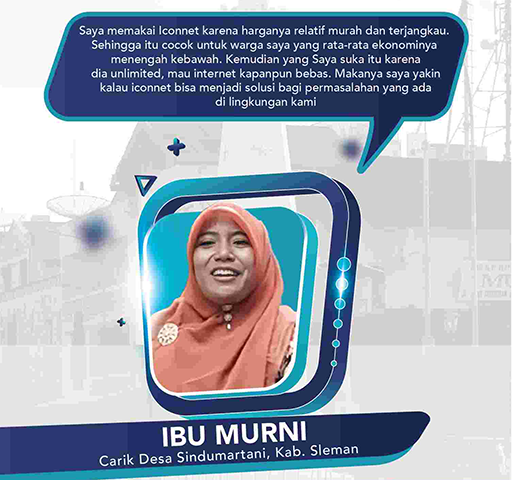 Saya memakai Iconnet karena harganya relatif murah dan terjangkau.
Sehingga itu cocok untuk warga saya yang rata-rata ekonominya
menengah kebawah. Kemudian yang Saya suka itu karena
dia unlimited, mau internet kapanpun bebas. Makanya saya yakin
kalau iconnet bisa menjadi solusi bagi permasalahan yang ada
di lingkungan kami
IBU MURNI
Carik Desa Sindumartani, Kab. Sleman